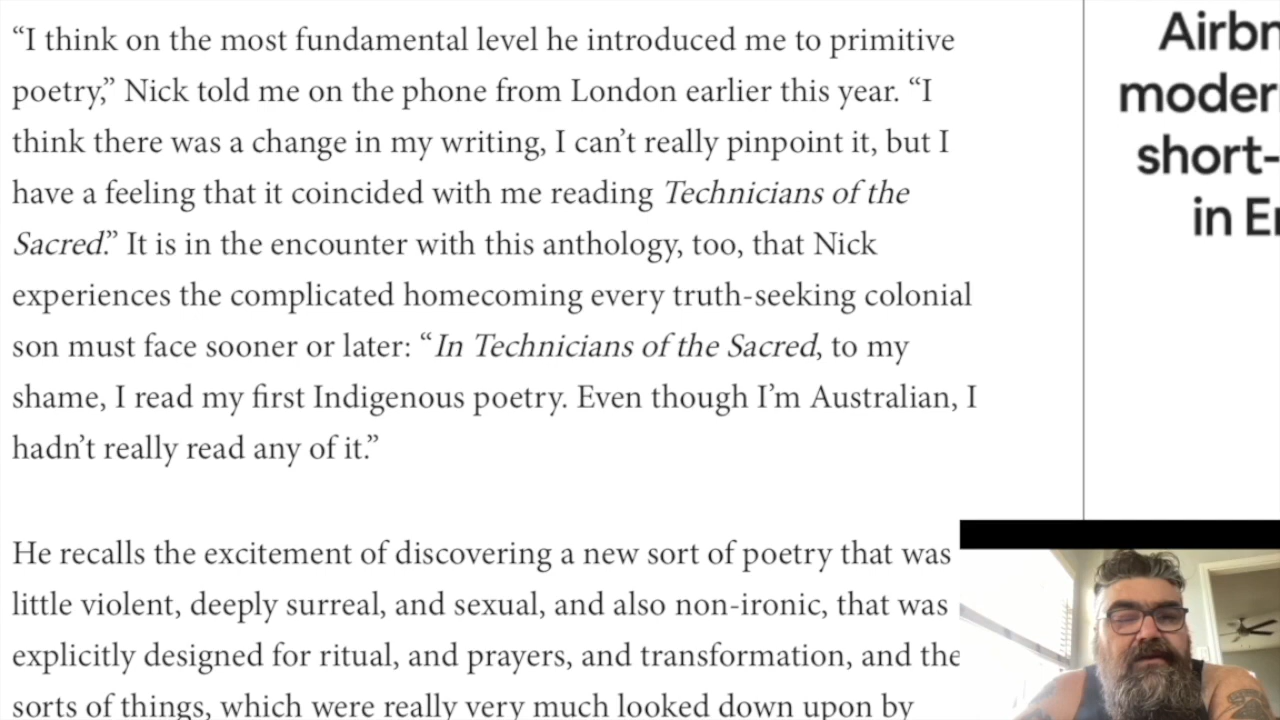 “I think on the most fundamental level he introduced me to primitive
poetry,” Nick told me on the phone from London earlier this year. “I
think there was a change in my writing, I can’t really pinpoint it, but I
have a feeling that it coincided with me reading Technicians of the
Sacred.” It is in the encounter with this anthology, too, that Nick
experiences the complicated homecoming every truth-seeking colonial
son must face sooner or later: “In Technicians of the Sacred, to my
shame, I read my first Indigenous poetry. Even though I’m Australian, I
hadn’t really read any of it.”
He recalls the excitement of discovering a new sort of poetry that was
little violent, deeply surreal, and sexual, and also non-ironic, that was
explicitly designed for ritual, and prayers, and transformation, and the
sorts of things, which were really very much looked down upon by
Airbn
moder
short-
in